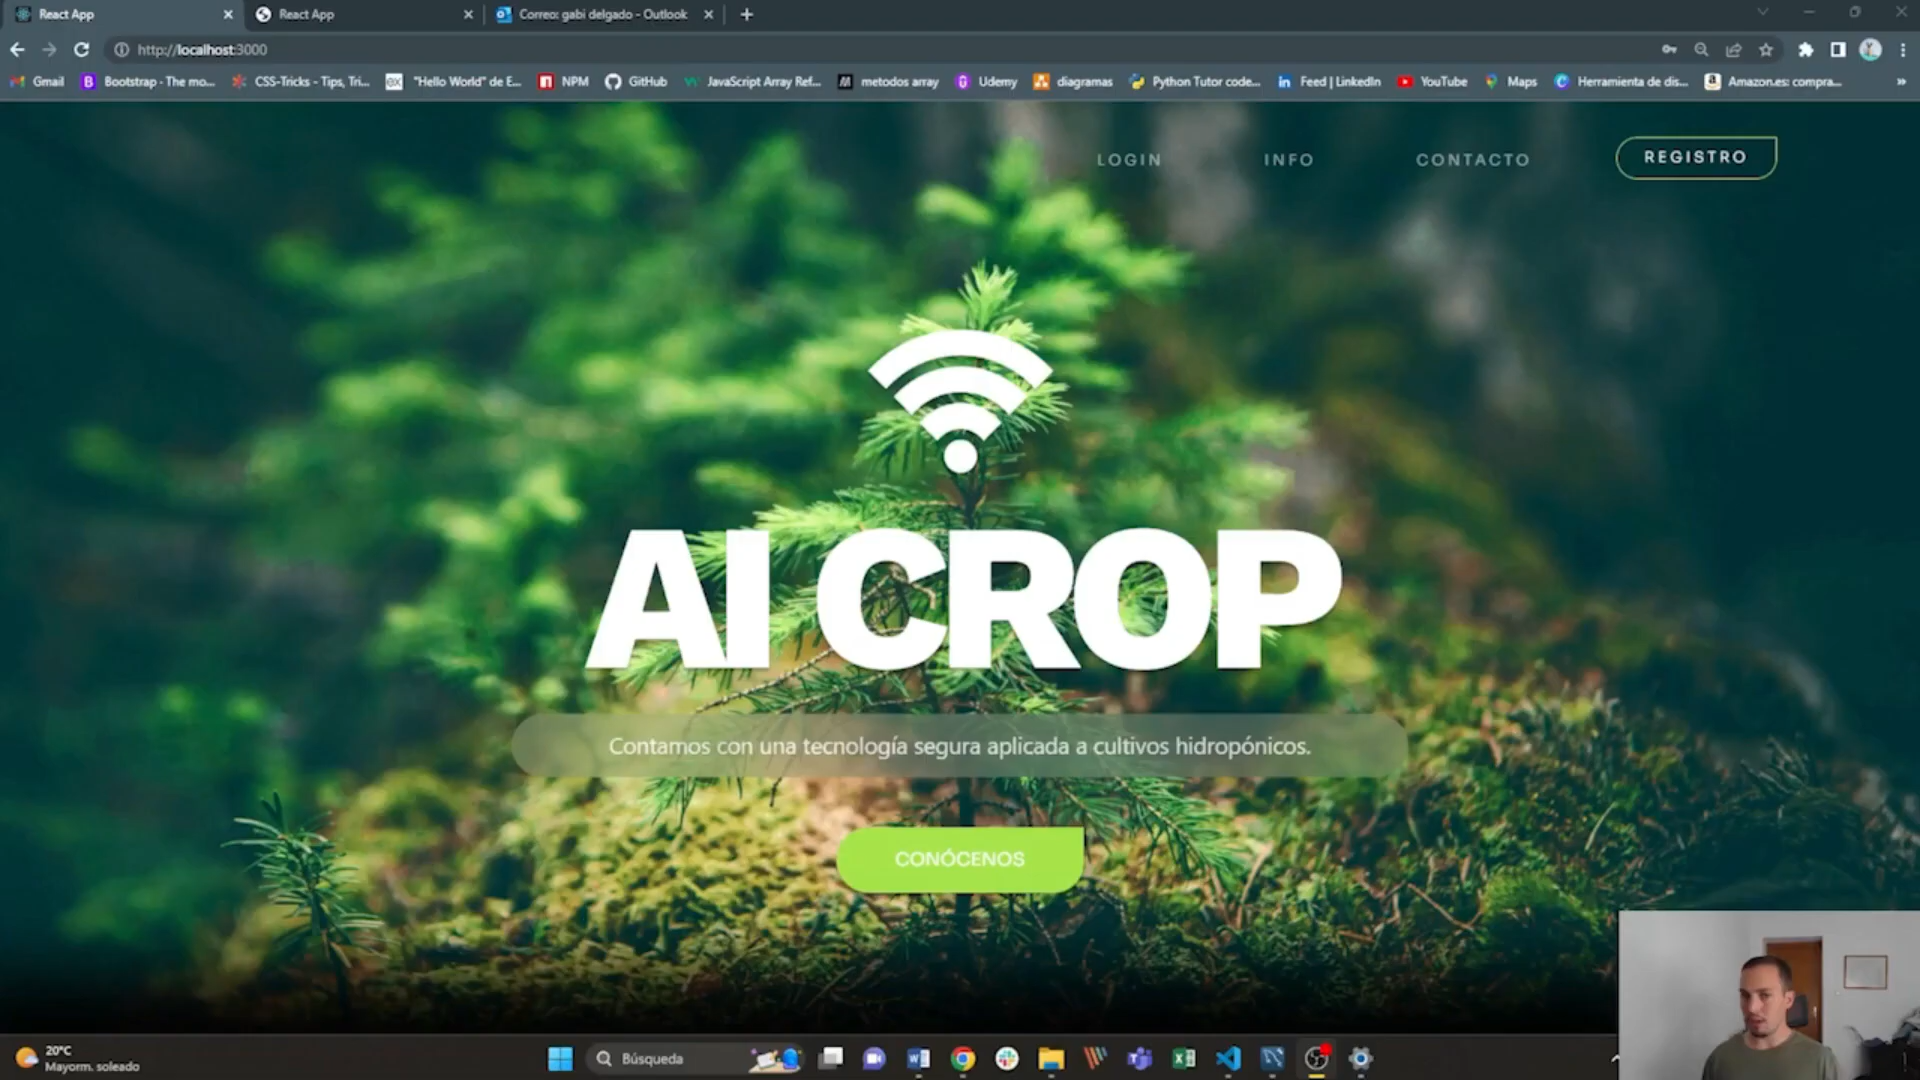 React App
React App
Correo: gabi delgado - Outlook
http://localhost:3000
Gmail
Bootstrap - The mo...
CSS-Tricks - Tips, Tri...
"Hello World" de E...
NPM
GitHub
JavaScript Array Ref...
metodos array
Udemy
diagramas
Python Tutor code...
Feed | LinkedIn
YouTube
Maps
Herramienta de dis...
Amazon.es: compra...
LOGIN
INFO
CONTACTO
REGISTRO
AI CROP
Contamos con una tecnología segura aplicada a cultivos hidropónicos.
CONÓCENOS
20°C
Mayorm. soleado
Búsqueda